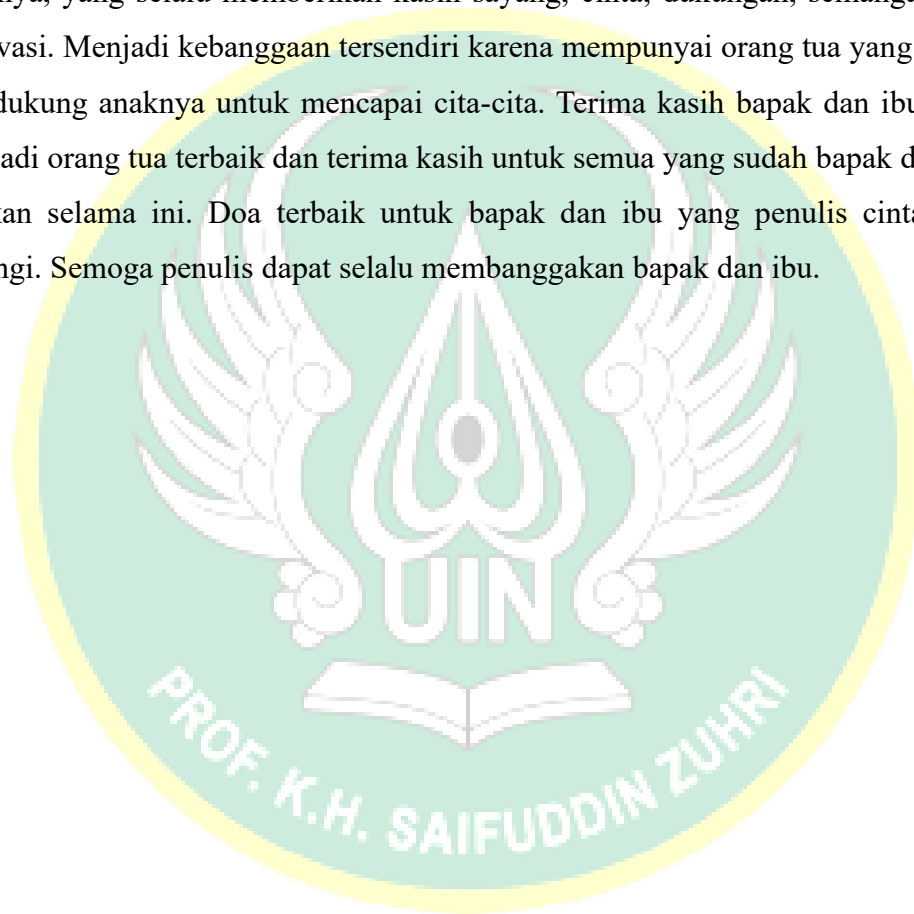 nya, yang selalu memberikan kasih sayang, cinta, dukungan, semanga
vasi. Menjadi kebanggaan tersendiri karena mempunyai orang tua yang
dukung anaknya untuk mencapai cita-cita. Terima kasih bapak dan ibu
adi orang tua terbaik dan terima kasih untuk semua yang sudah bapak d
kan selama ini. Doa terbaik untuk bapak dan ibu yang penulis cinta
ngi. Semoga penulis dapat selalu membanggakan bapak dan ibu.
UIN
PROF. K.H. SAIFUDDIN ZUHRI